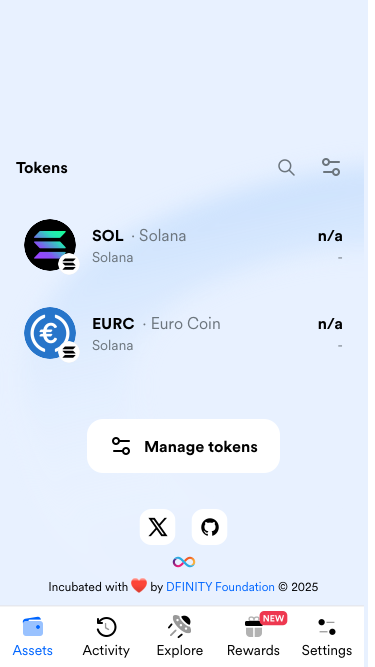 Tokens
SOL · Solana
n/a
Solana
-
EURC · Euro Coin
n/a
Solana
-
Manage tokens
Incubated with ❤️ by DFINITY Foundation © 2025
NEW
Assets
Activity
Explore
Rewards
Settings